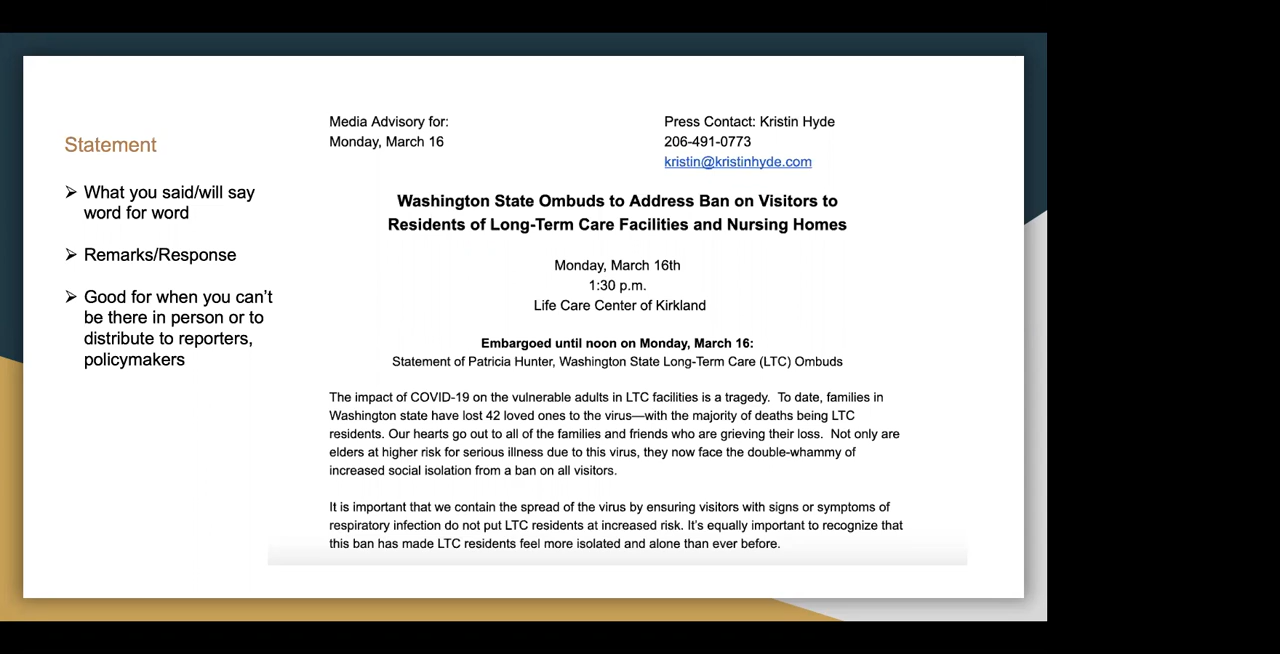 Statement
➢ What you said/will say
word for word
➢ Remarks/Response
➢ Good for when you can’t
be there in person or to
distribute to reporters,
policymakers
Media Advisory for:
Monday, March 16
Press Contact: Kristin Hyde
206-491-0773
kristin@kristinhyde.com
Washington State Ombuds to Address Ban on Visitors to
Residents of Long-Term Care Facilities and Nursing Homes
Monday, March 16th
1:30 p.m.
Life Care Center of Kirkland
Embargoed until noon on Monday, March 16:
Statement of Patricia Hunter, Washington State Long-Term Care (LTC) Ombuds
The impact of COVID-19 on the vulnerable adults in LTC facilities is a tragedy.  To date, families in
Washington state have lost 42 loved ones to the virus—with the majority of deaths being LTC
residents. Our hearts go out to all of the families and friends who are grieving their loss.  Not only are
elders at higher risk for serious illness due to this virus, they now face the double-whammy of
increased social isolation from a ban on all visitors.
It is important that we contain the spread of the virus by ensuring visitors with signs or symptoms of
respiratory infection do not put LTC residents at increased risk. It’s equally important to recognize that
this ban has made LTC residents feel more isolated and alone than ever before.